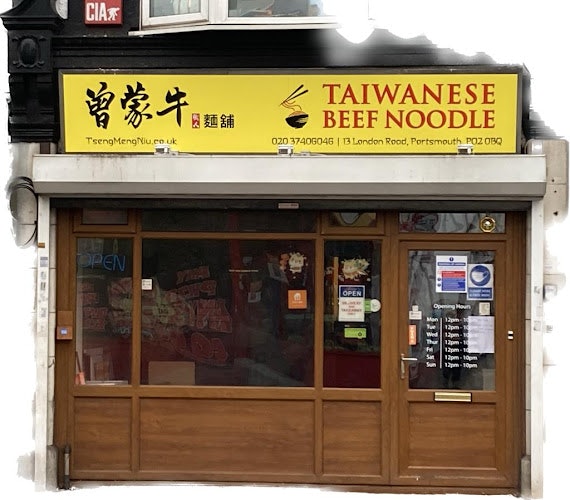 CIA
曾蒙牛
麵舖
TAIWANESE
BEEF NOODLE
TsengMengNiu.co.uk
020 37406046 | 13 London Road, Portsmouth, PO2 0BQ
OPEN
OPEN
Opening Hours
Mon 12pm - 10pm
Tue 12pm - 10pm
Wed 12pm - 10pm
Thur 12pm - 10pm
Fri 12pm - 10pm
Sat 12pm - 10pm
Sun 12pm - 10pm